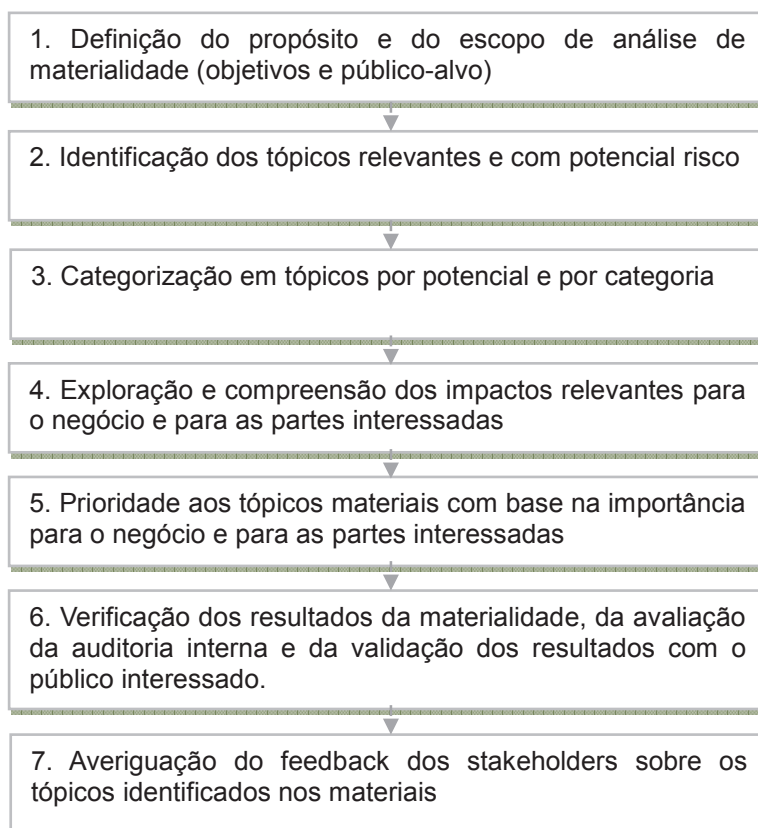 1. Definição do propósito e do escopo de análise de
materialidade (objetivos e público-alvo)
2. Identificação dos tópicos relevantes e com potencial risco
3. Categorização em tópicos por potencial e por categoria
4. Exploração e compreensão dos impactos relevantes para
o negócio e para as partes interessadas
5. Prioridade aos tópicos materiais com base na importância
para o negócio e para as partes interessadas
6. Verificação dos resultados da materialidade, da avaliação
da auditoria interna e da validação dos resultados com o
público interessado.
7. Averiguação do feedback dos stakeholders sobre os
tópicos identificados nos materiais